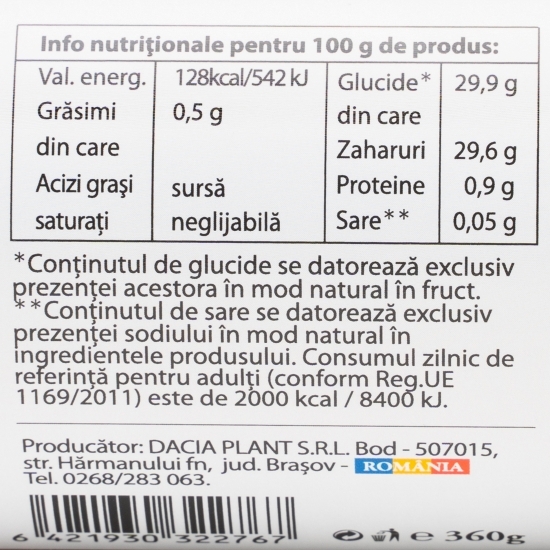 Info nutriționale pentru 100 g de produs:
Val. energ. 128kcal/542 kJ Glucide* 29,9 g
Grăsimi 0,5 g din care
din care Zaharuri 29,6 g
Acizi grași sursă Proteine 0,9 g
saturați neglijabilă Sare** 0,05 g
*Conținutul de glucide se datorează exclusiv
prezenței acestora în mod natural în fruct.
**Conținutul de sare se datorează exclusiv
prezenței sodiului în mod natural în
ingredientele produsului. Consumul zilnic de
referință pentru adulți (conform Reg.UE
1169/2011) este de 2000 kcal / 8400 kJ.
Producător: DACIA PLANT S.R.L. Bod - 507015,
str. Hărmanului fn, jud. Brașov - ROMÂNIA
Tel. 0268/283 063.
6 421930 322767 e 360g